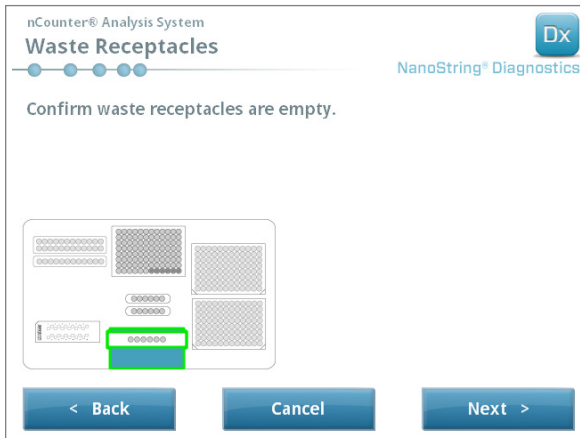 nCounter® Analysis System
Waste Receptacles
Dx
NanoString® Diagnostics
Confirm waste receptacles are empty.
< Back
Cancel
Next >